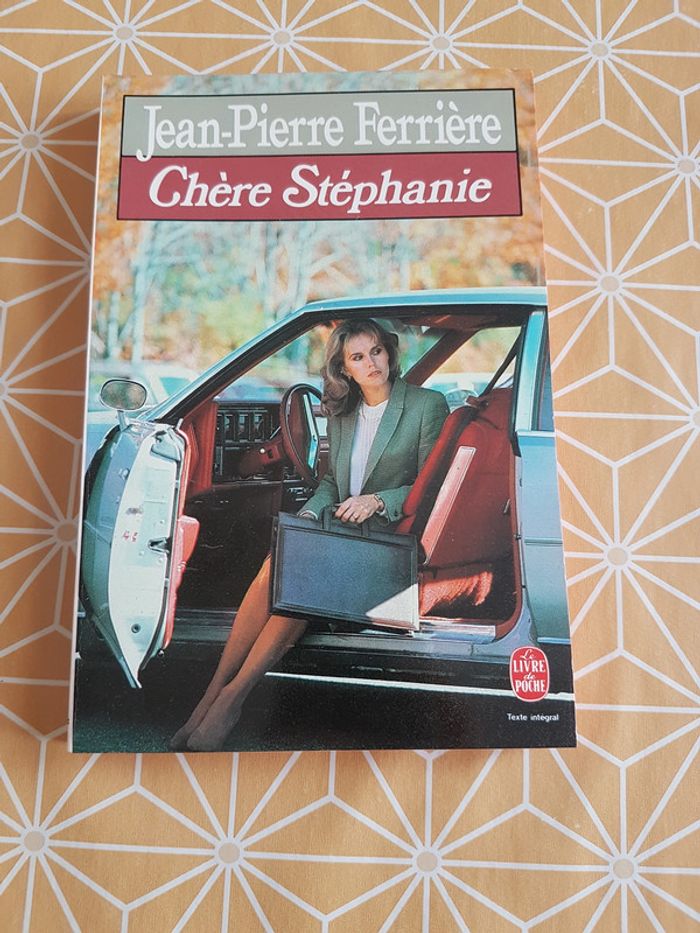 Jean-Pierre Ferrière
Chère Stéphanie
Le
LIVRE
de
POCHE
Texte intégral